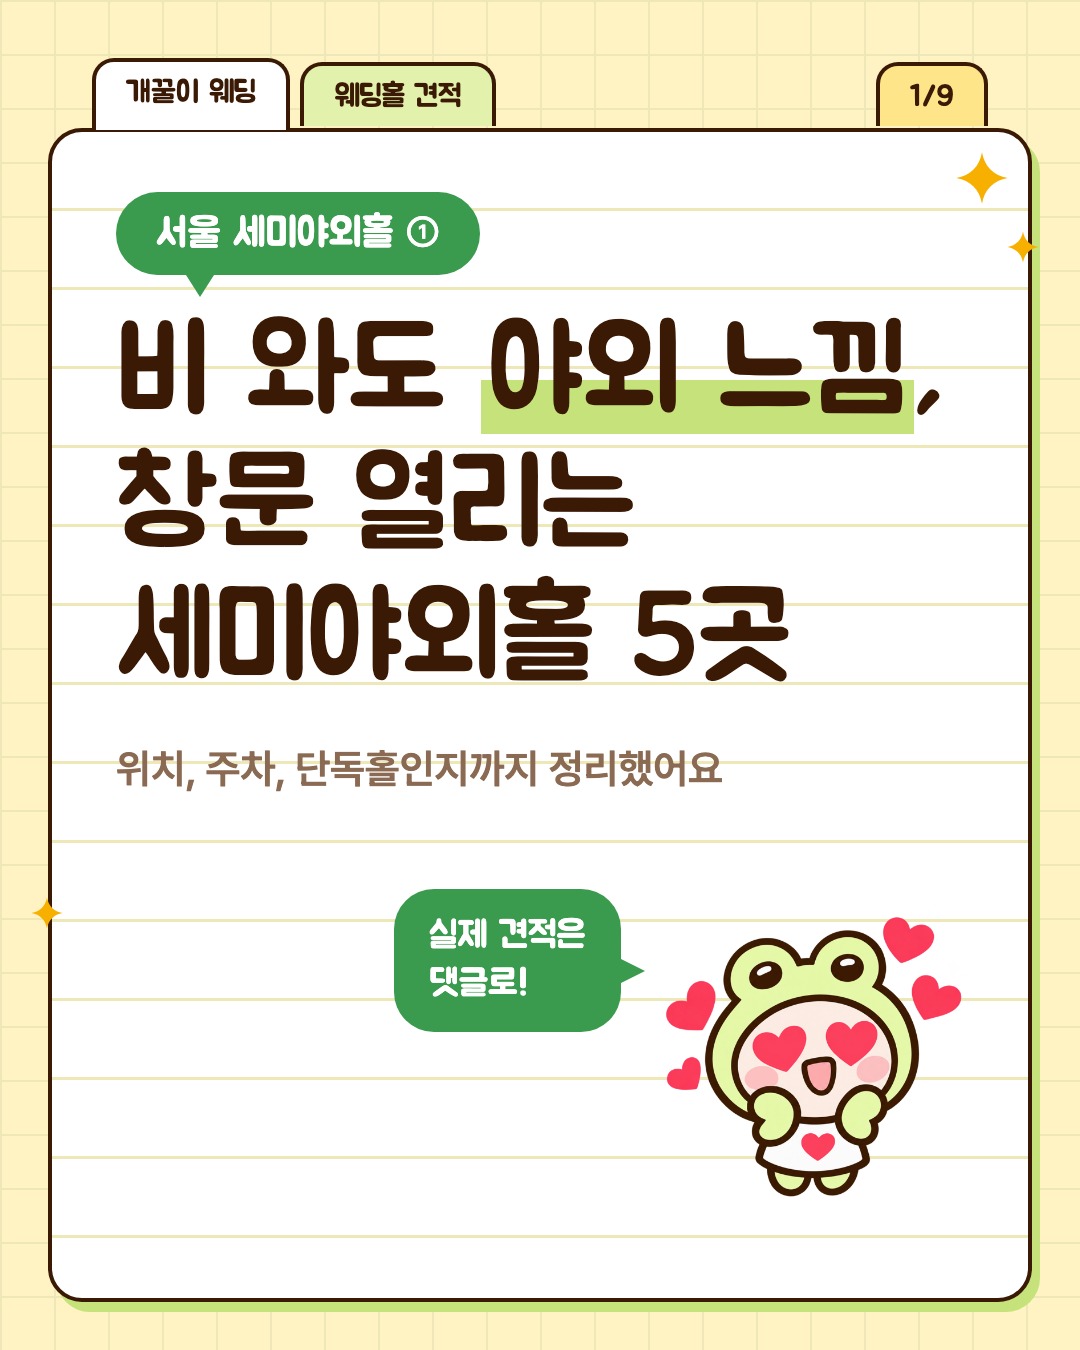 개꿀이 웨딩
웨딩홀 견적
1/9
서울 세미야외홀 ①
비 와도 야외 느낌,
창문 열리는
세미야외홀 5곳
위치, 주차, 단독홀인지까지 정리했어요
실제 견적은
댓글로!